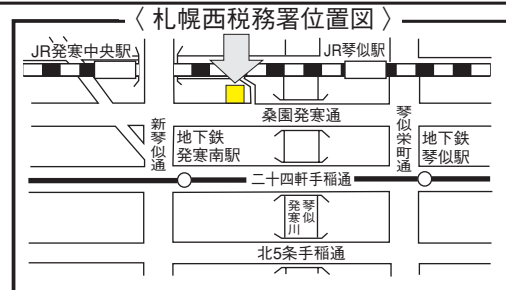 〈 札幌西税務署位置図 〉
JR発寒中央駅
JR琴似駅
桑園発寒通
新琴似通
地下鉄
発寒南駅
琴似栄町通
地下鉄
琴似駅
二十四軒手稲通
琴似
発寒川
北5条手稲通